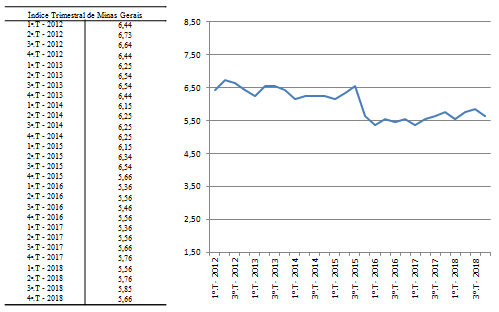 Índice Trimestral de Minas Gerais
1º.T - 2012 6,44
2º.T - 2012 6,73
3º.T - 2012 6,64
4º.T - 2012 6,44
1º.T - 2013 6,25
2º.T - 2013 6,54
3º.T - 2013 6,54
4º.T - 2013 6,44
1º.T - 2014 6,15
2º.T - 2014 6,25
3º.T - 2014 6,25
4º.T - 2014 6,25
1º.T - 2015 6,15
2º.T - 2015 6,34
3º.T - 2015 6,54
4º.T - 2015 5,66
1º.T - 2016 5,36
2º.T - 2016 5,56
3º.T - 2016 5,46
4º.T - 2016 5,56
1º.T - 2017 5,36
2º.T - 2017 5,56
3º.T - 2017 5,66
4º.T - 2017 5,76
1º.T - 2018 5,56
2º.T - 2018 5,76
3º.T - 2018 5,85
4º.T - 2018 5,66
8,50
7,50
6,50
5,50
4,50
3,50
2,50
1,50
1º.T - 2012
3º.T - 2012
1º.T - 2013
3º.T - 2013
1º.T - 2014
3º.T - 2014
1º.T - 2015
3º.T - 2015
1º.T - 2016
3º.T - 2016
1º.T - 2017
3º.T - 2017
1º.T - 2018
3º.T - 2018